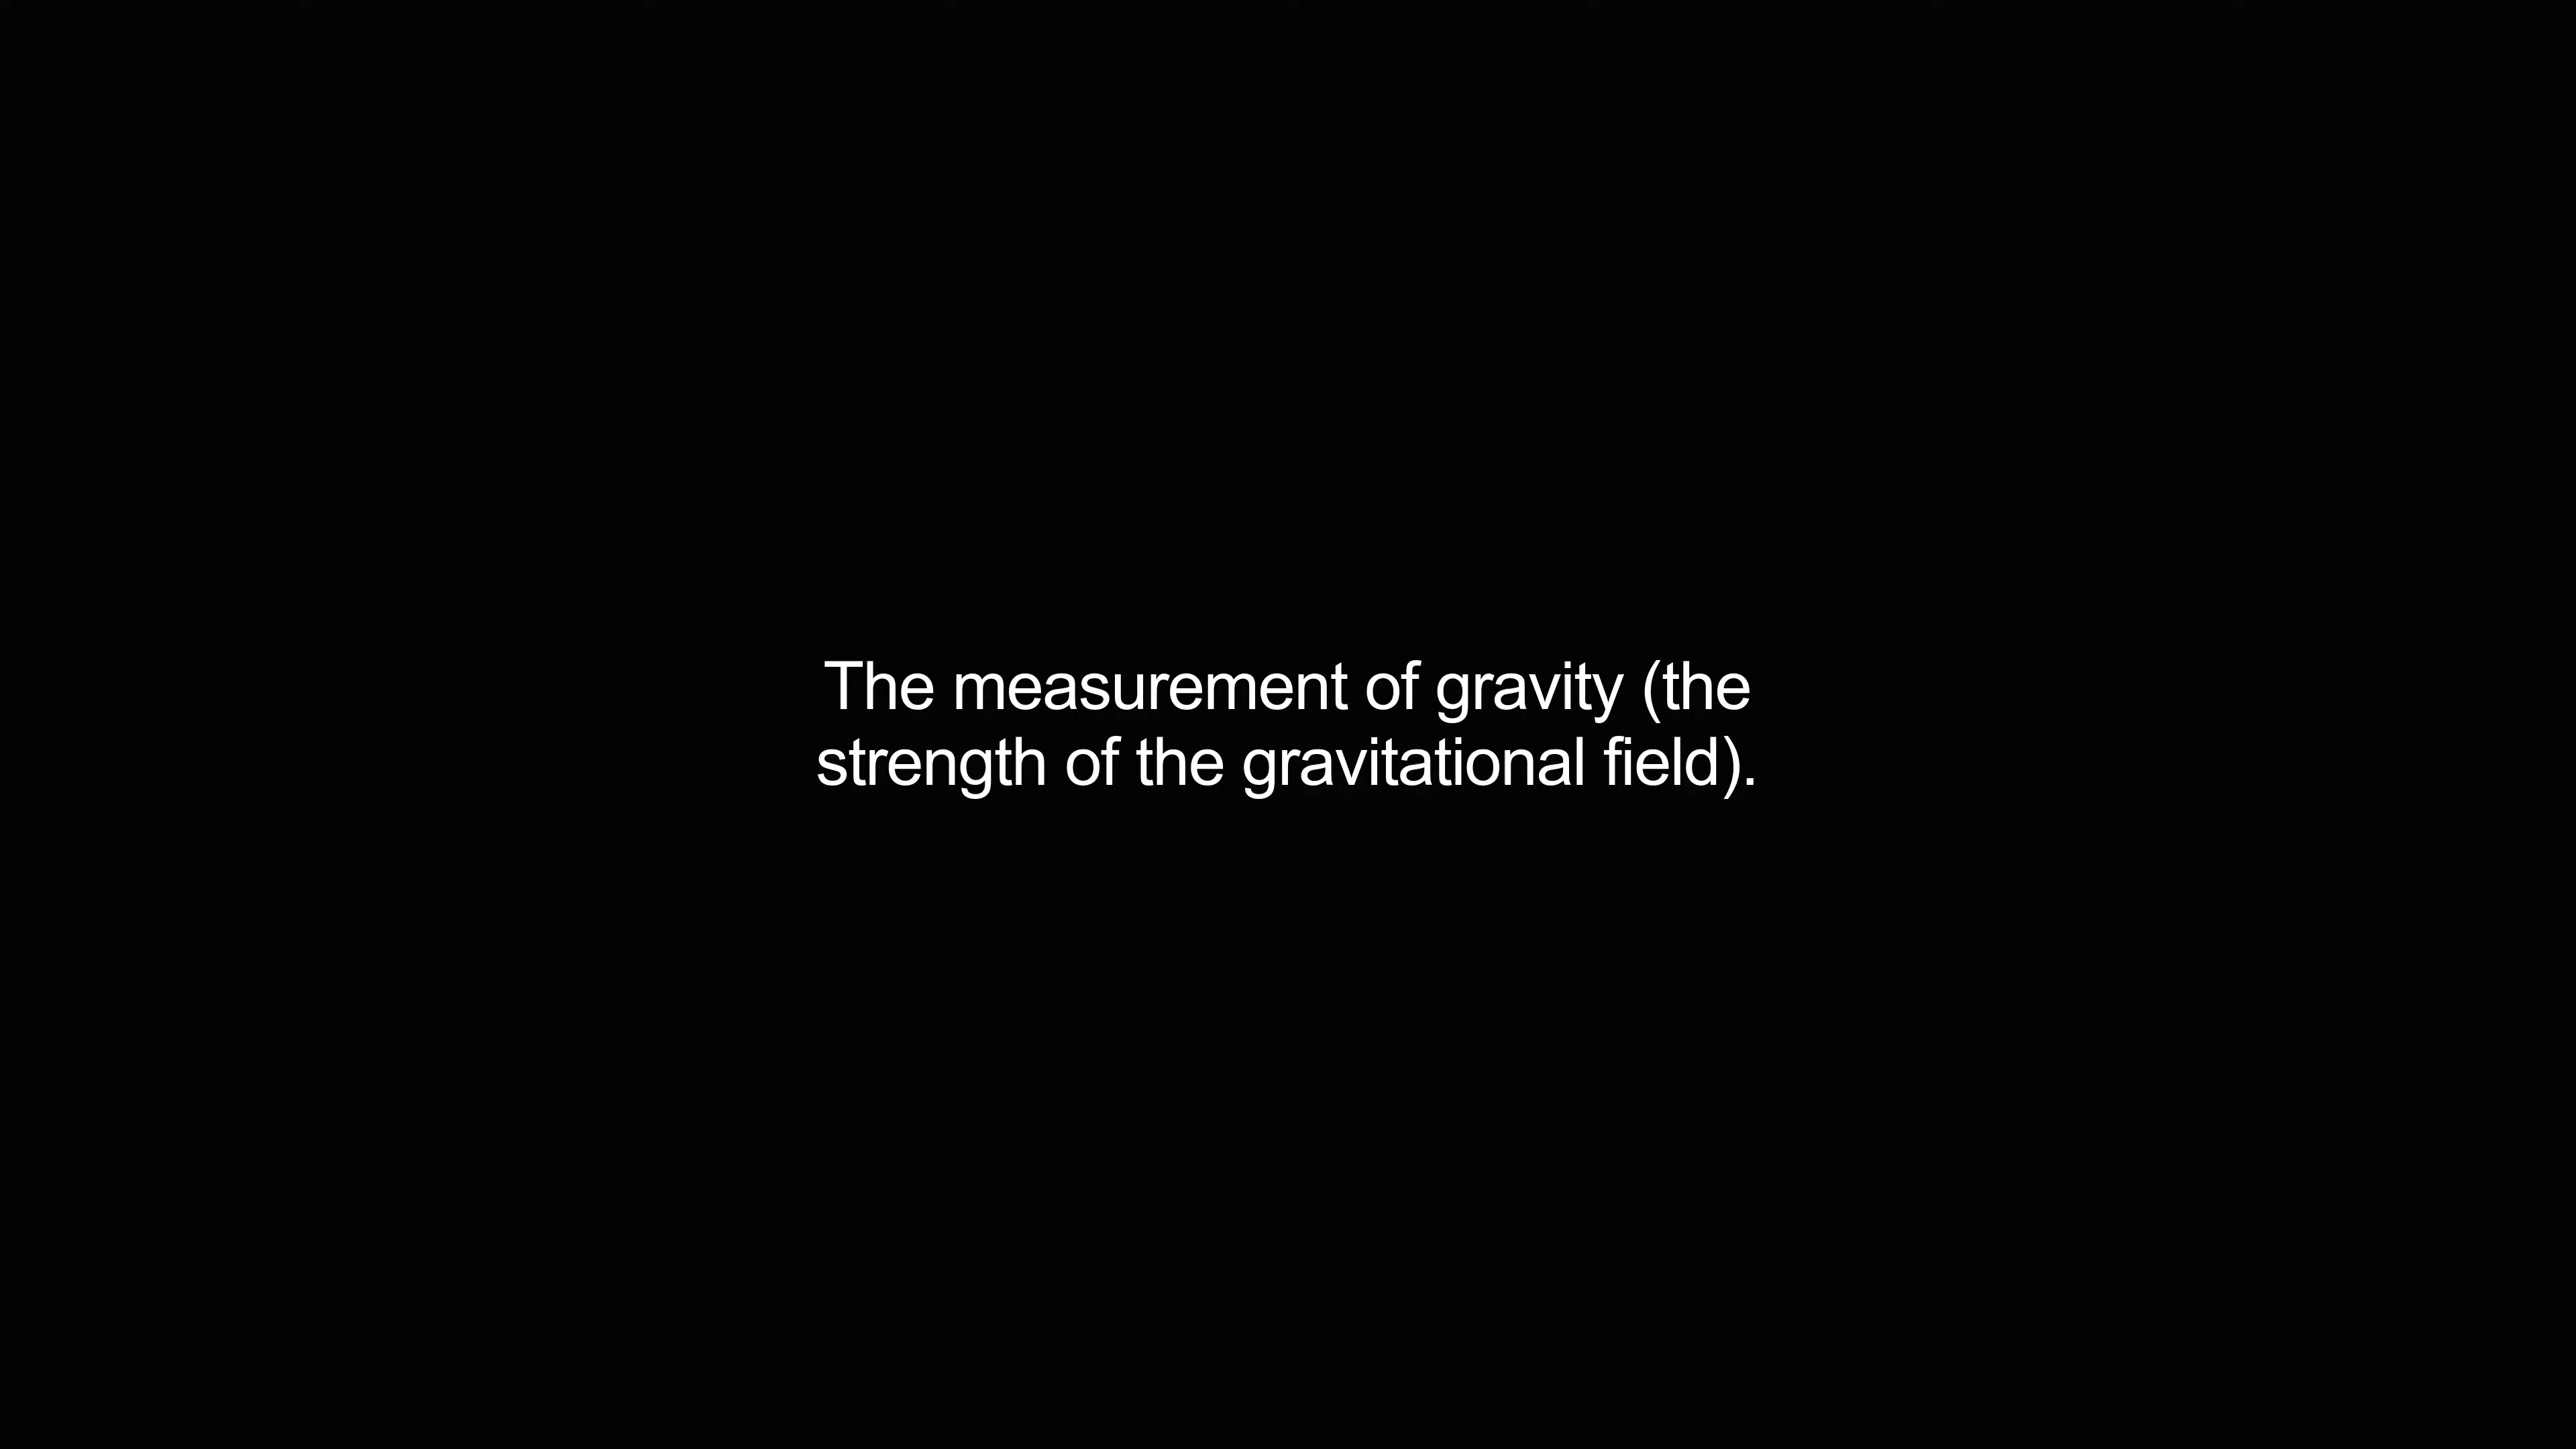 The measurement of gravity (the
strength of the gravitational field).